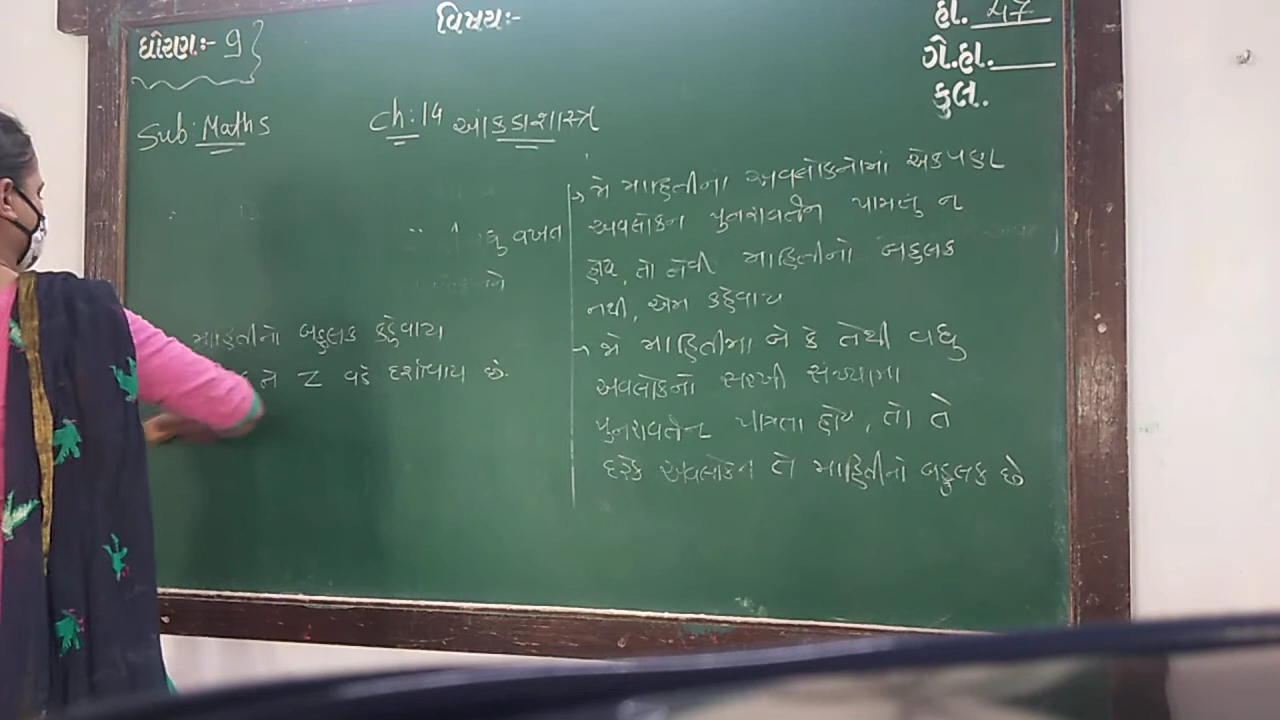 ધોરણ:- 9
વિષય:-
હા. 47
ગે.હા.
કુલ.
Sub: Maths
Ch: 14 આંકડાશાસ્ત્ર
વખત
ને
માહિતીનો બહુલક કહેવાય
ને Z વડે દર્શાવાય છે.
→ જો માહિતીના અવલોકનોમાં એકપણ
અવલોકન પુનરાવર્તન પામતું ન
હોય, તો તેવી માહિતીનો બહુલક
નથી, એમ કહેવાય
→ જો માહિતીમા બે કે તેથી વધુ
અવલોકનો સરખી સંખ્યામા
પુનરાવર્તન પામતા હોય, તો તે
દરેક અવલોકન તે માહિતીનો બહુલક છે